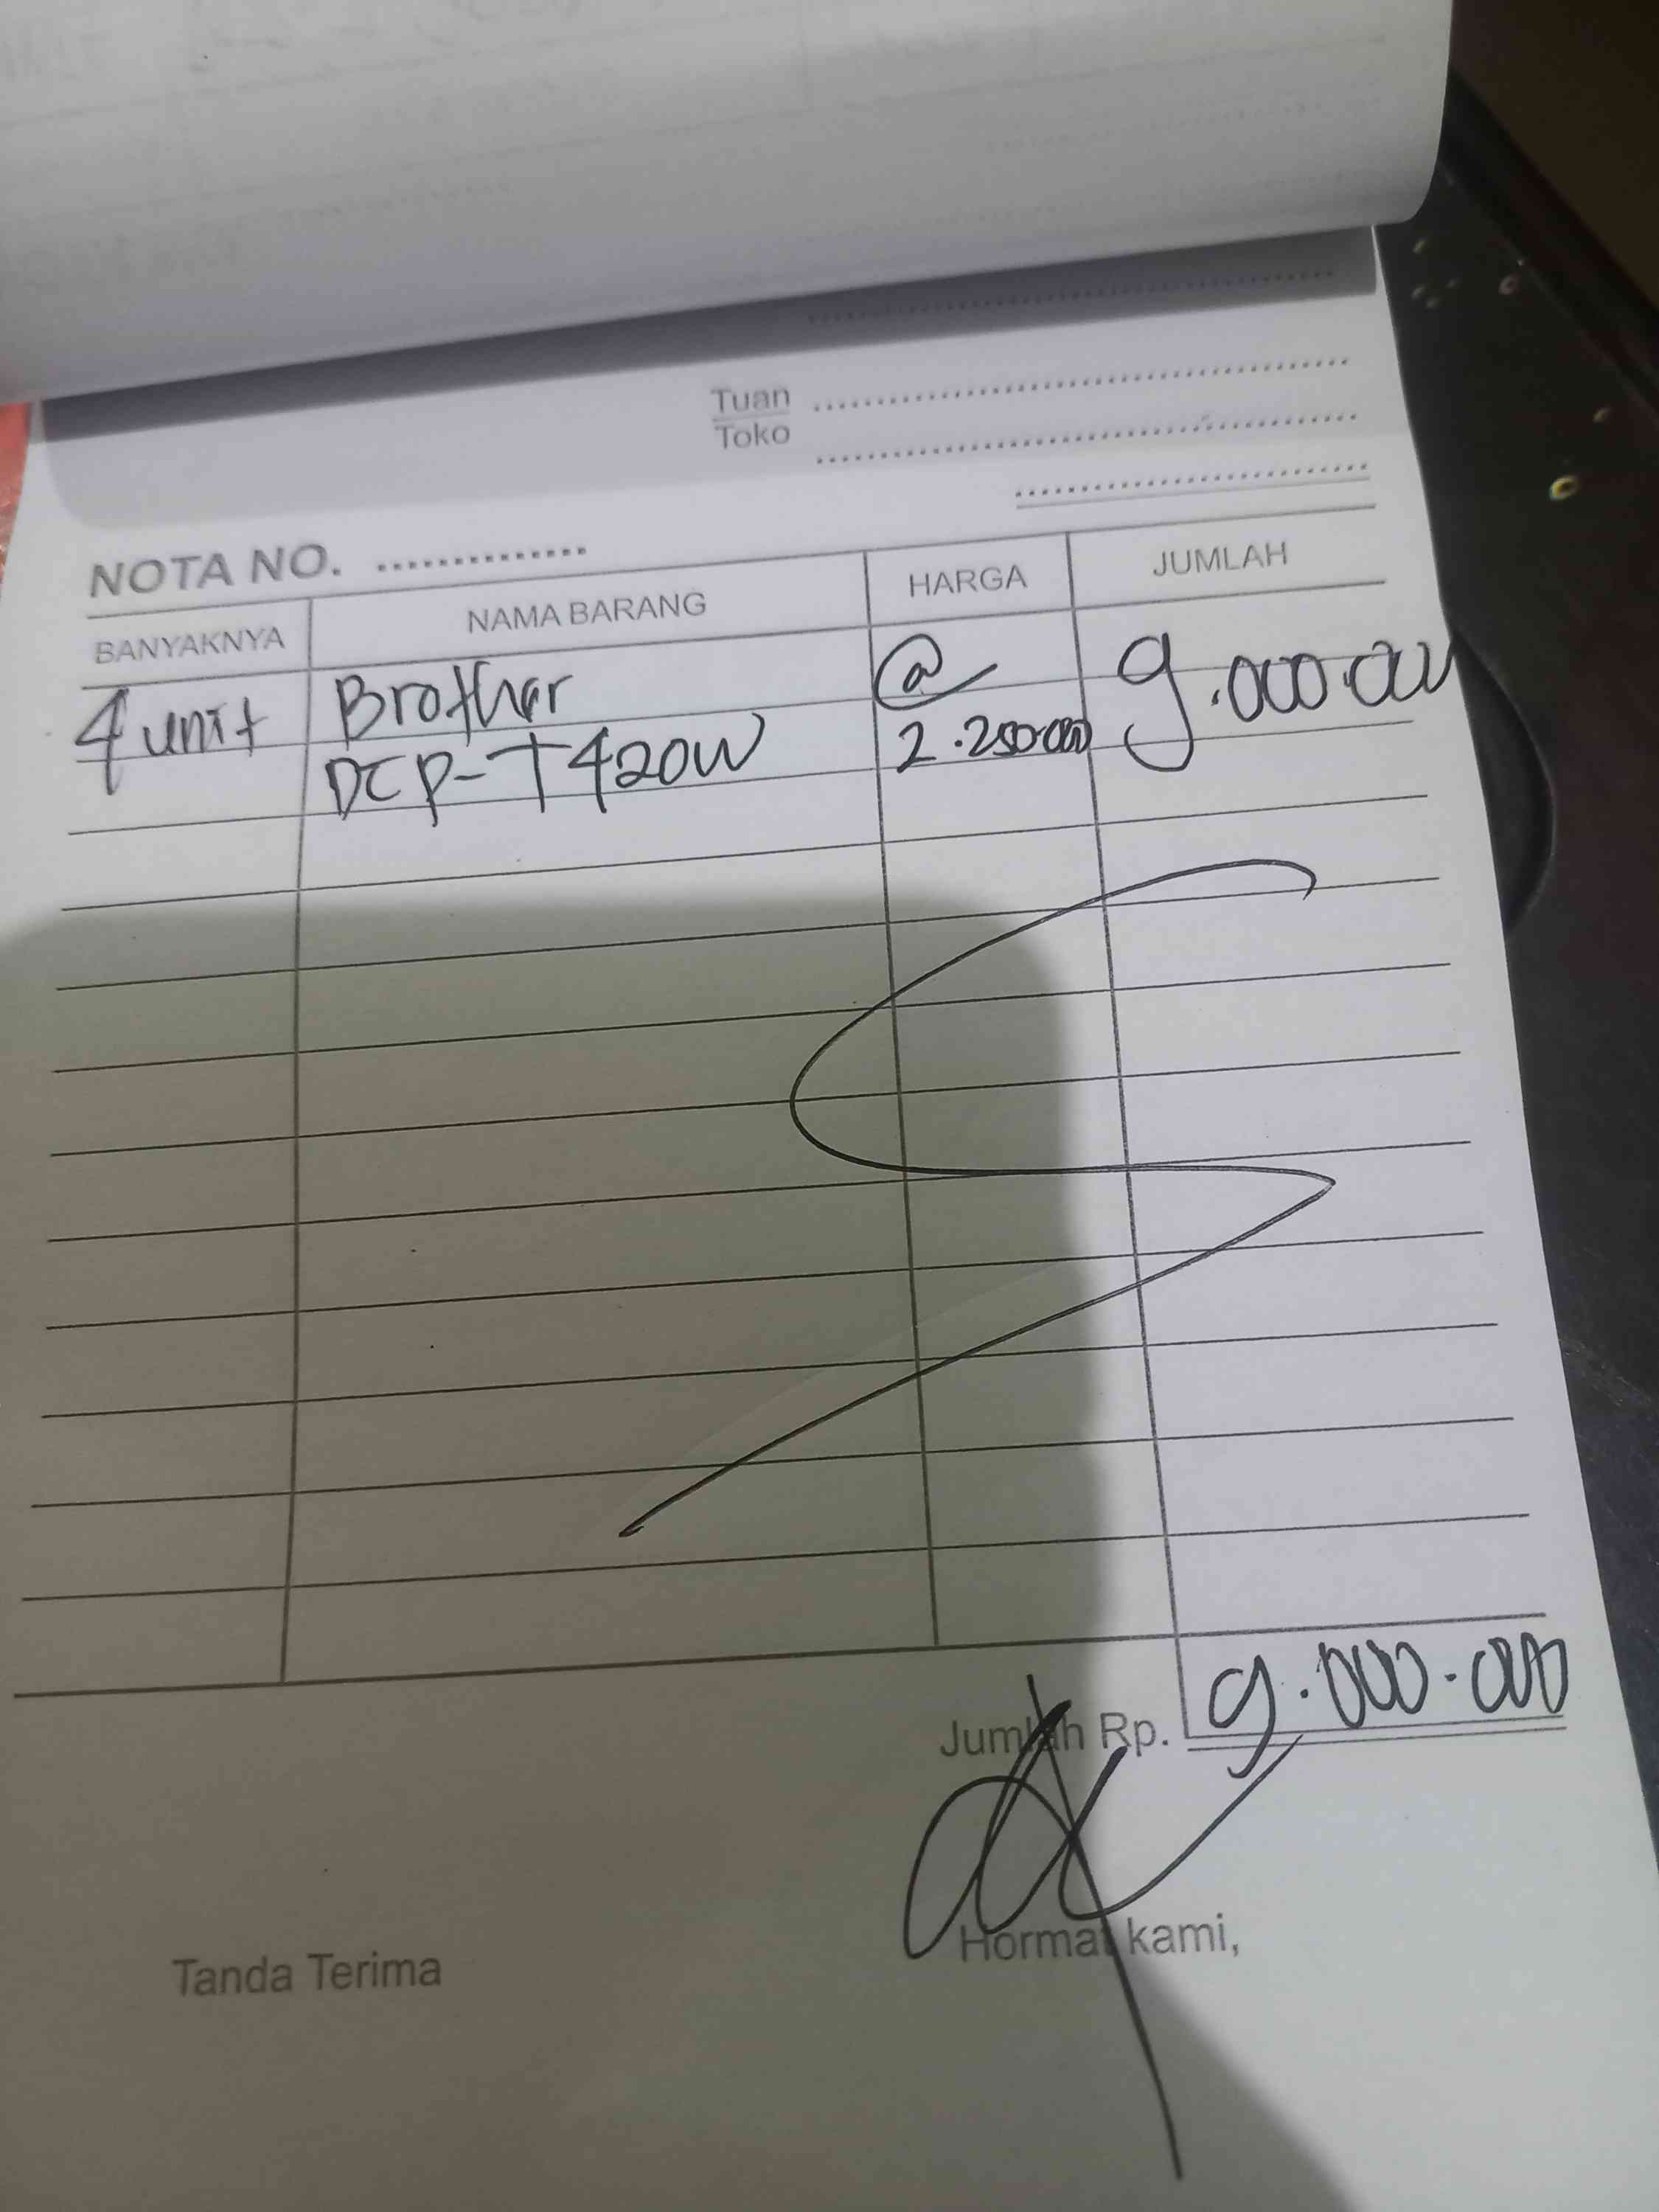 Tuan
Toko
NOTA NO.
BANYAKNYA NAMA BARANG HARGA JUMLAH
4 unit Brother @ 9.000.000
DCP-T420W 2.250.000
Jumlah Rp. 9.000.000
Tanda Terima Hormat kami,